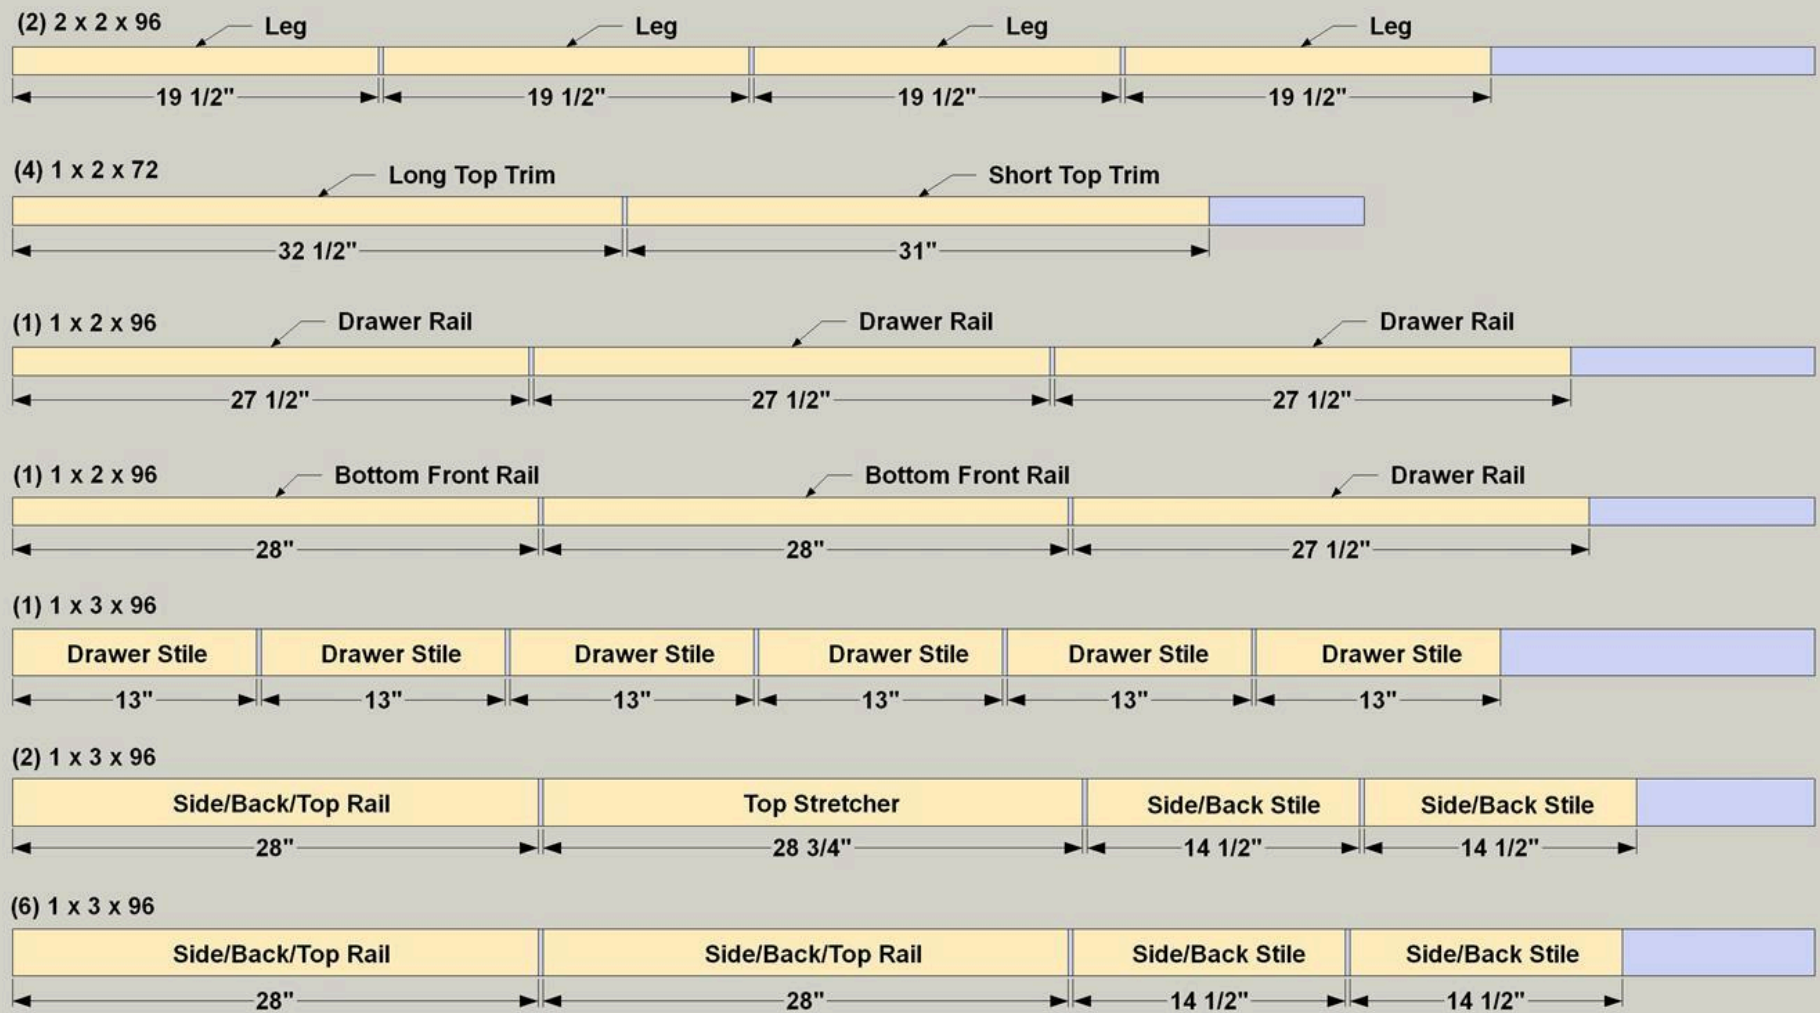 (2) 2 x 2 x 96
Leg Leg Leg Leg
19 1/2" 19 1/2" 19 1/2" 19 1/2"
(4) 1 x 2 x 72
Long Top Trim Short Top Trim
32 1/2" 31"
(1) 1 x 2 x 96
Drawer Rail Drawer Rail Drawer Rail
27 1/2" 27 1/2" 27 1/2"
(1) 1 x 2 x 96
Bottom Front Rail Bottom Front Rail Drawer Rail
28" 28" 27 1/2"
(1) 1 x 3 x 96
Drawer Stile Drawer Stile Drawer Stile Drawer Stile Drawer Stile Drawer Stile
13" 13" 13" 13" 13" 13"
(2) 1 x 3 x 96
Side/Back/Top Rail Top Stretcher Side/Back Stile Side/Back Stile
28" 28 3/4" 14 1/2" 14 1/2"
(6) 1 x 3 x 96
Side/Back/Top Rail Side/Back/Top Rail Side/Back Stile Side/Back Stile
28" 28" 14 1/2" 14 1/2"